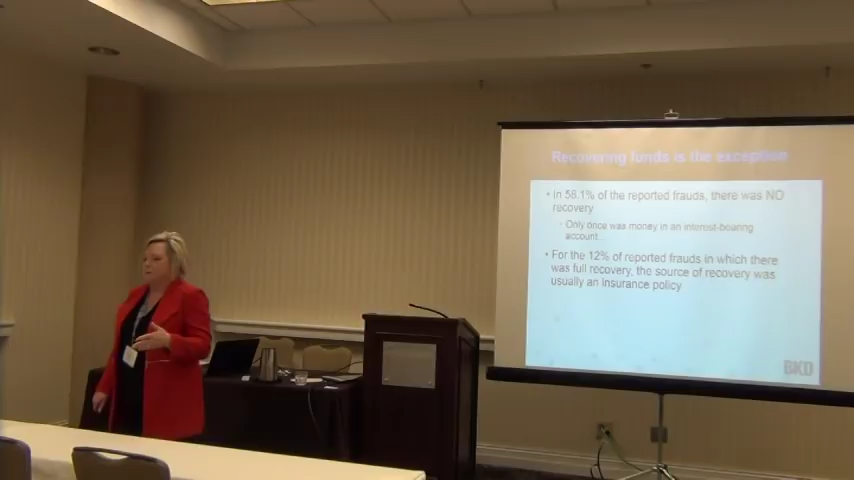 Recovering funds is the exception
• In 56.1% of the reported frauds, there was NO
recovery
◦ Only once was money in an interest-bearing
account...
• For the 12% of reported frauds in which there
was full recovery, the source of recovery was
usually an insurance policy
BKD